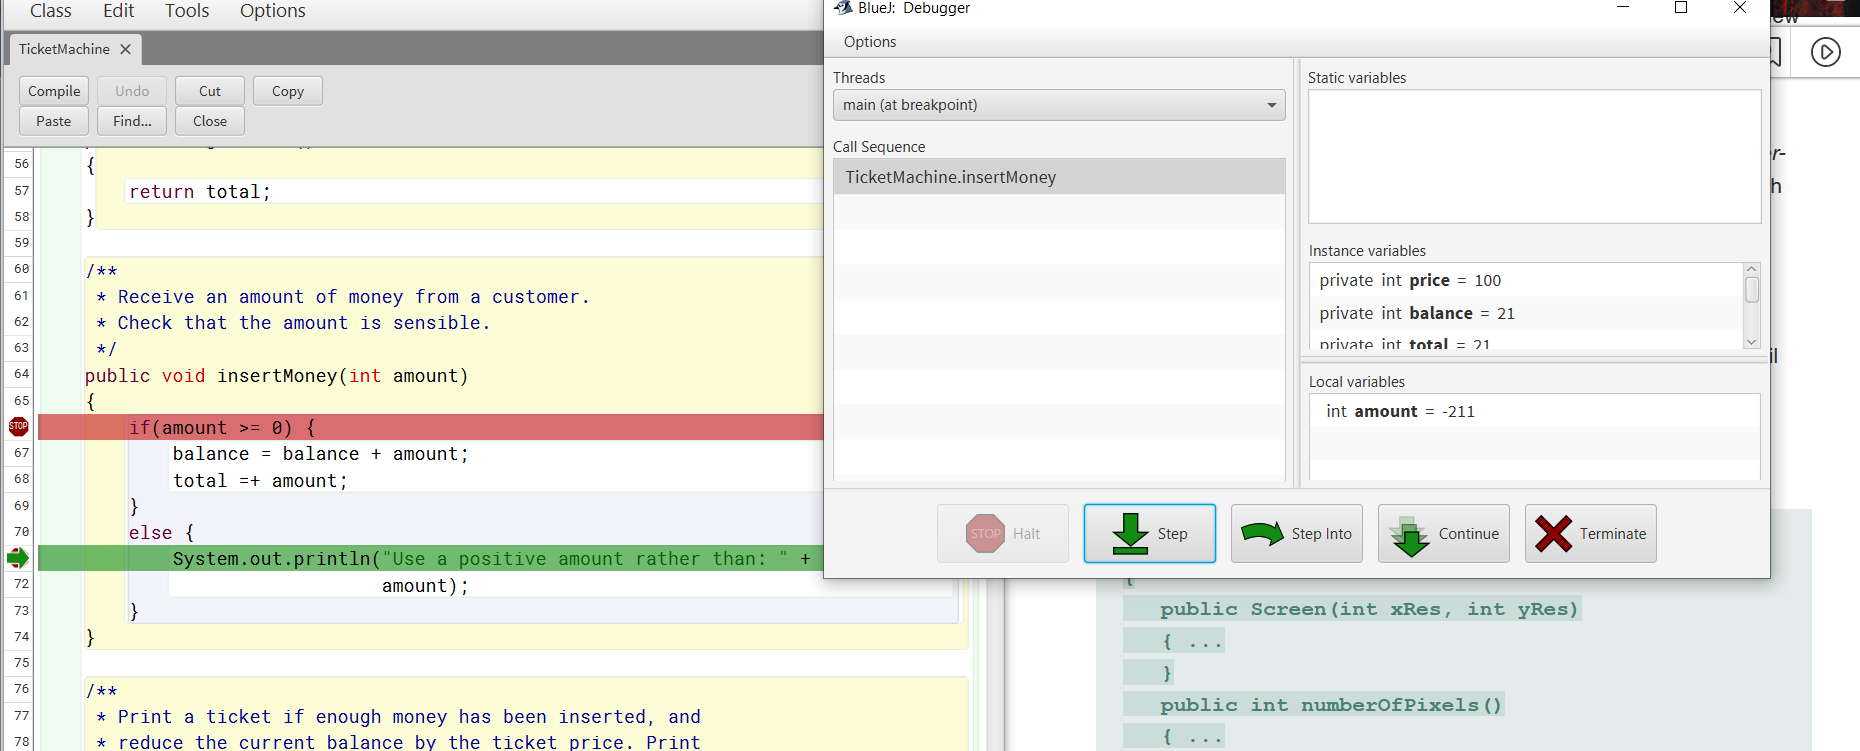 Class Edit Tools Options
TicketMachine
Compile Undo Cut Copy
Paste Find... Close
56 {
57 return total;
58 }
59
60 /**
61 * Receive an amount of money from a customer.
62 * Check that the amount is sensible.
63 */
64 public void insertMoney(int amount)
65 {
STOP if(amount >= 0) {
67 balance = balance + amount;
68 total =+ amount;
69 }
70 else {
System.out.println("Use a positive amount rather than: " +
72 amount);
73 }
74 }
75
76 /**
77 * Print a ticket if enough money has been inserted, and
78 * reduce the current balance by the ticket price. Print
BlueJ: Debugger
Options
Threads
main (at breakpoint)
Call Sequence
TicketMachine.insertMoney
Static variables
Instance variables
private int price = 100
private int balance = 21
private int total = 21
Local variables
int amount = -211
STOP Halt
Step
Step Into
Continue
Terminate
r-
h
il
{
public Screen(int xRes, int yRes)
{ ...
}
public int numberOfPixels()
{ ...